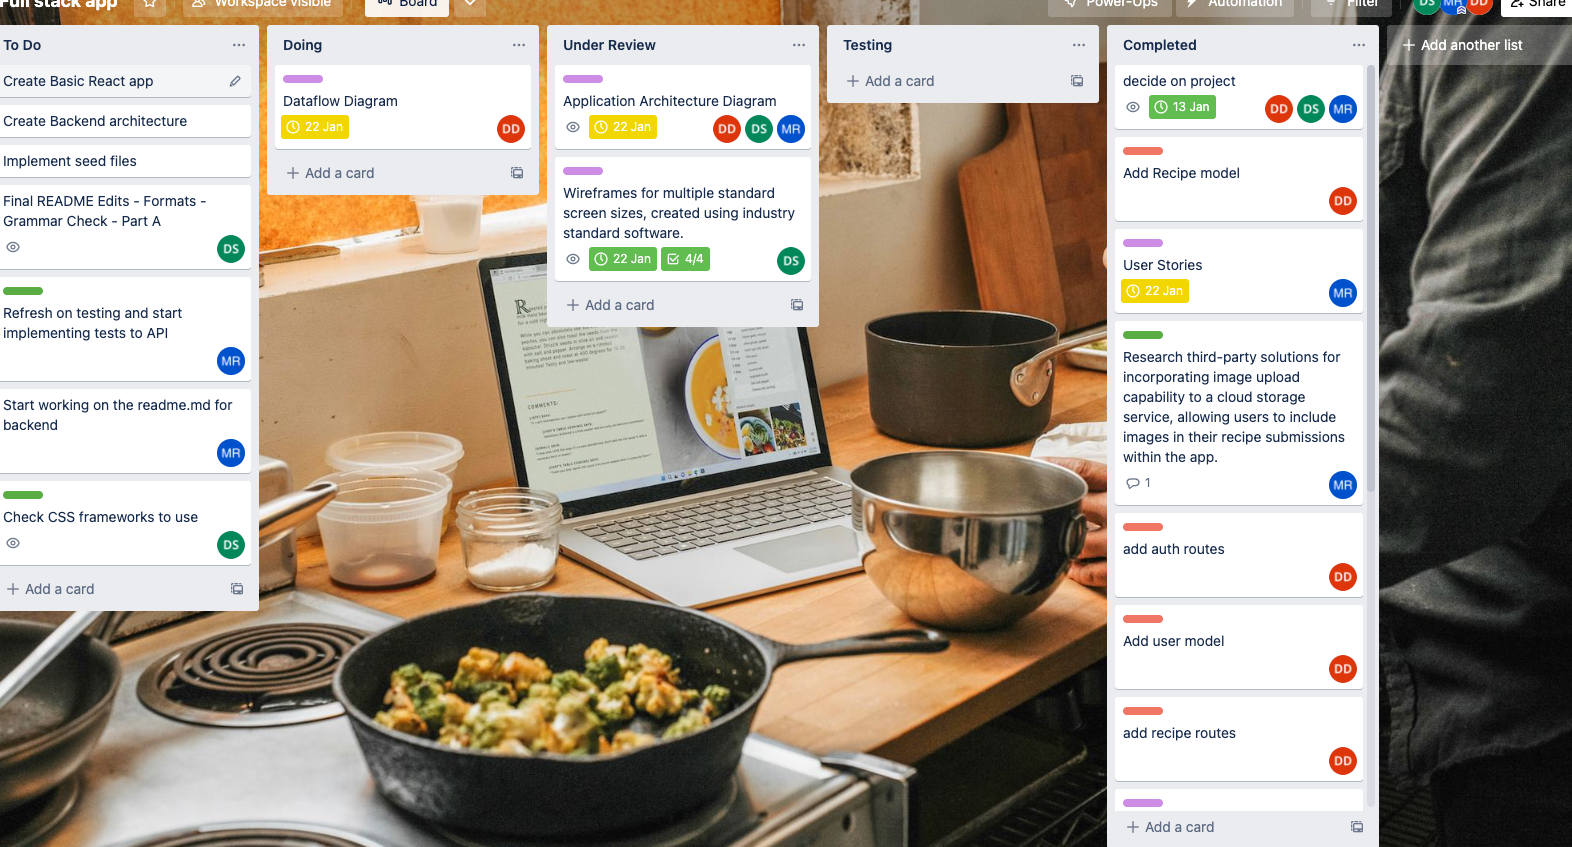 Full stack app
Workspace visible
Board
Power-Ups
Automation
Filter
DS
MR
DD
Share
To Do
Create Basic React app
Create Backend architecture
Implement seed files
Final README Edits - Formats -
Grammar Check - Part A
DS
Refresh on testing and start
implementing tests to API
MR
Start working on the readme.md for
backend
MR
Check CSS frameworks to use
DS
Add a card
Doing
Dataflow Diagram
22 Jan
DD
Add a card
Under Review
Application Architecture Diagram
22 Jan
DD
DS
MR
Wireframes for multiple standard
screen sizes, created using industry
standard software.
22 Jan
4/4
DS
Add a card
Testing
Add a card
Completed
decide on project
13 Jan
DD
DS
MR
Add Recipe model
DD
User Stories
22 Jan
MR
Research third-party solutions for
incorporating image upload
capability to a cloud storage
service, allowing users to include
images in their recipe submissions
within the app.
1
MR
add auth routes
DD
Add user model
DD
add recipe routes
DD
Add a card
Add another list
COMMENTS: